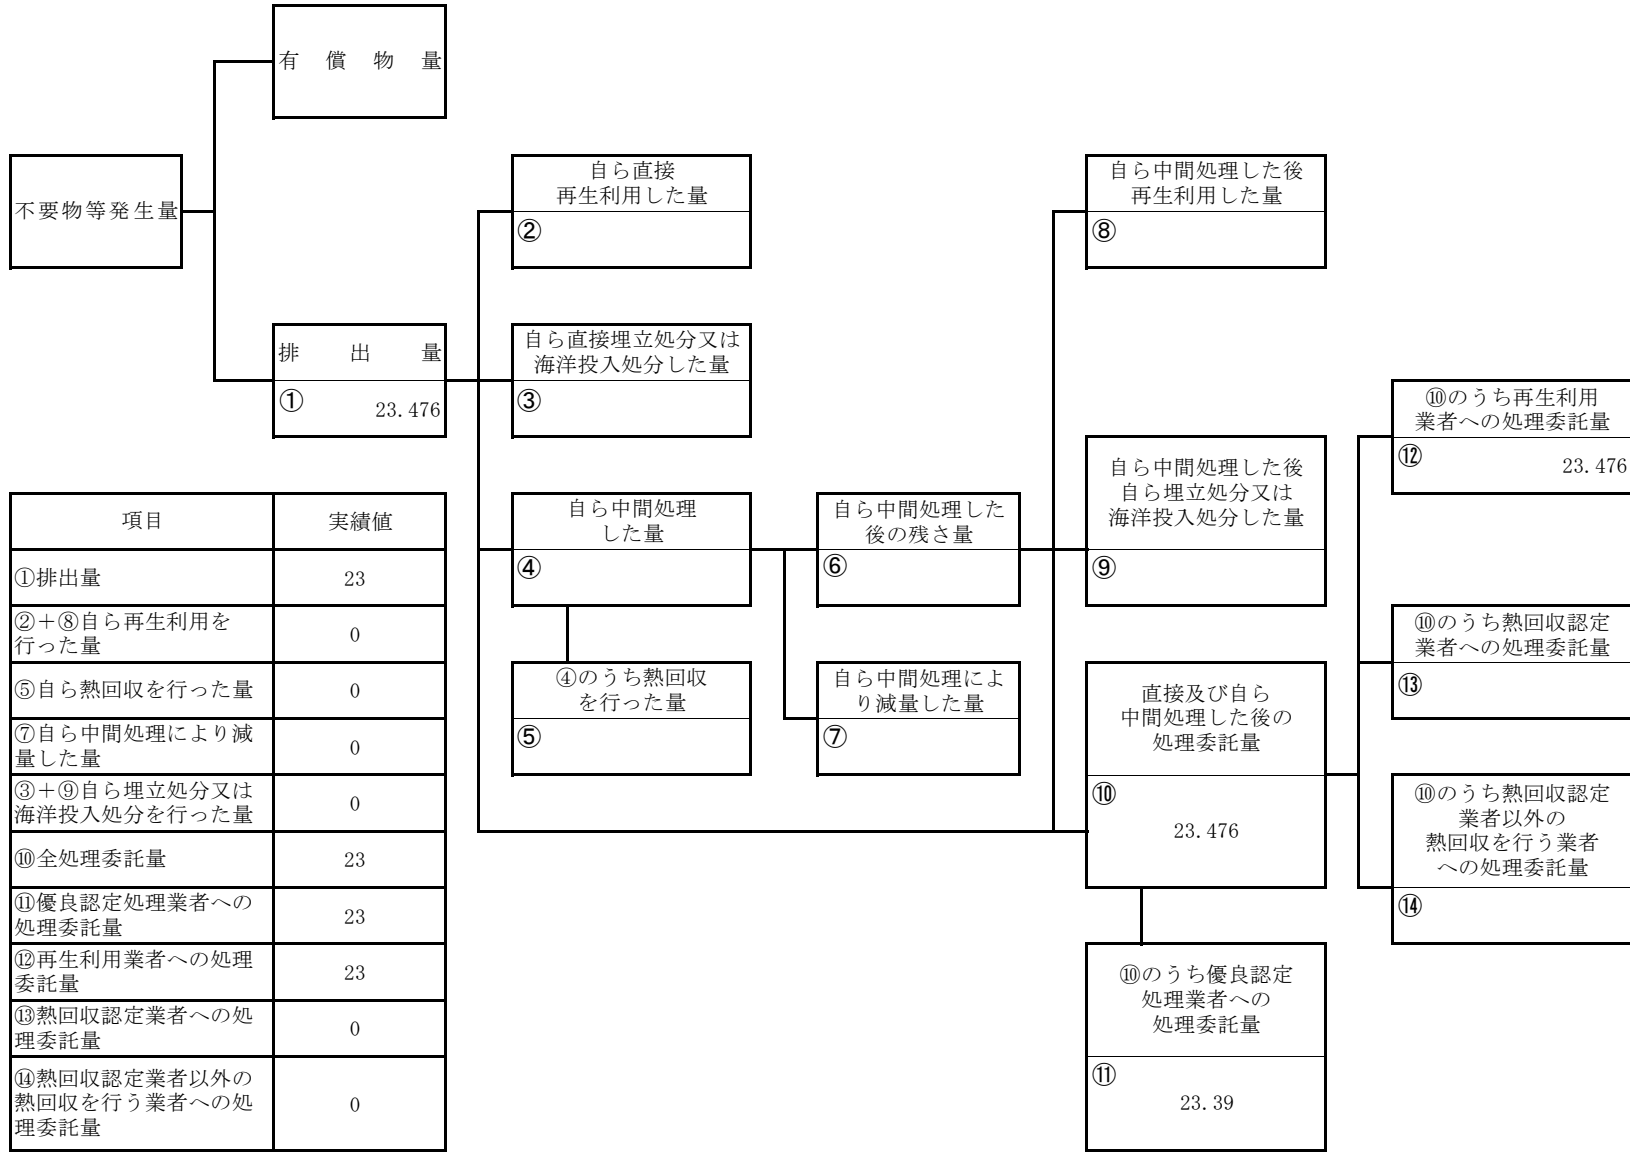 有償物量
不要物等発生量
排出量
①
23.476
自ら直接
再生利用した量
②
自ら直接埋立処分又は
海洋投入処分した量
③
自ら中間処理
した量
④
④のうち熱回収
を行った量
⑤
自ら中間処理した
後の残さ量
⑥
自ら中間処理によ
り減量した量
⑦
自ら中間処理した後
再生利用した量
⑧
自ら中間処理した後
自ら埋立処分又は
海洋投入処分した量
⑨
直接及び自ら
中間処理した後の
処理委託量
⑩
23.476
⑩のうち優良認定
処理業者への
処理委託量
⑪
23.39
⑩のうち再生利用
業者への処理委託量
⑫
23.476
⑩のうち熱回収認定
業者への処理委託量
⑬
⑩のうち熱回収認定
業者以外の
熱回収を行う業者
への処理委託量
⑭
項目 実績値
①排出量 23
②+⑧自ら再生利用を
行った量 0
⑤自ら熱回収を行った量 0
⑦自ら中間処理により減
量した量 0
③+⑨自ら埋立処分又は
海洋投入処分を行った量 0
⑩全処理委託量 23
⑪優良認定処理業者への
処理委託量 23
⑫再生利用業者への処理
委託量 23
⑬熱回収認定業者への処
理委託量 0
⑭熱回収認定業者以外の
熱回収を行う業者への処
理委託量 0